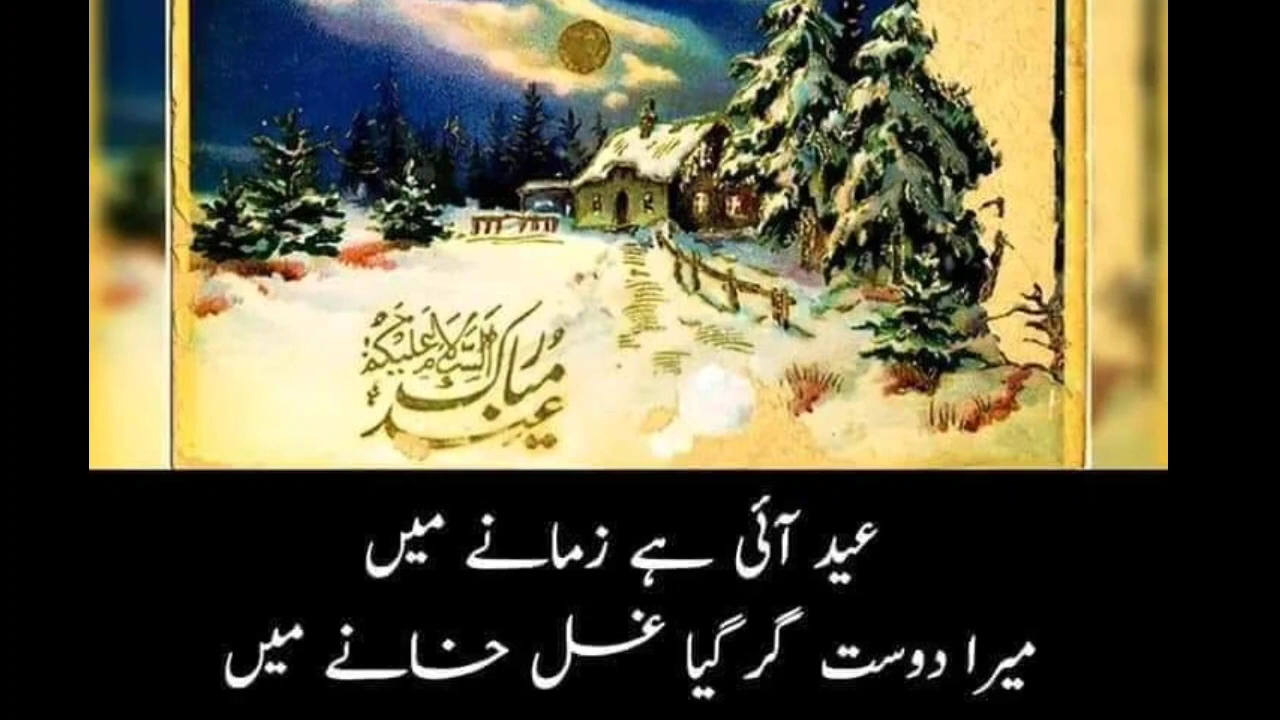 السلام علیکم
عید مبارک
عید آئی ہے زمانے میں
میرا دوست گر گیا غسل خانے میں